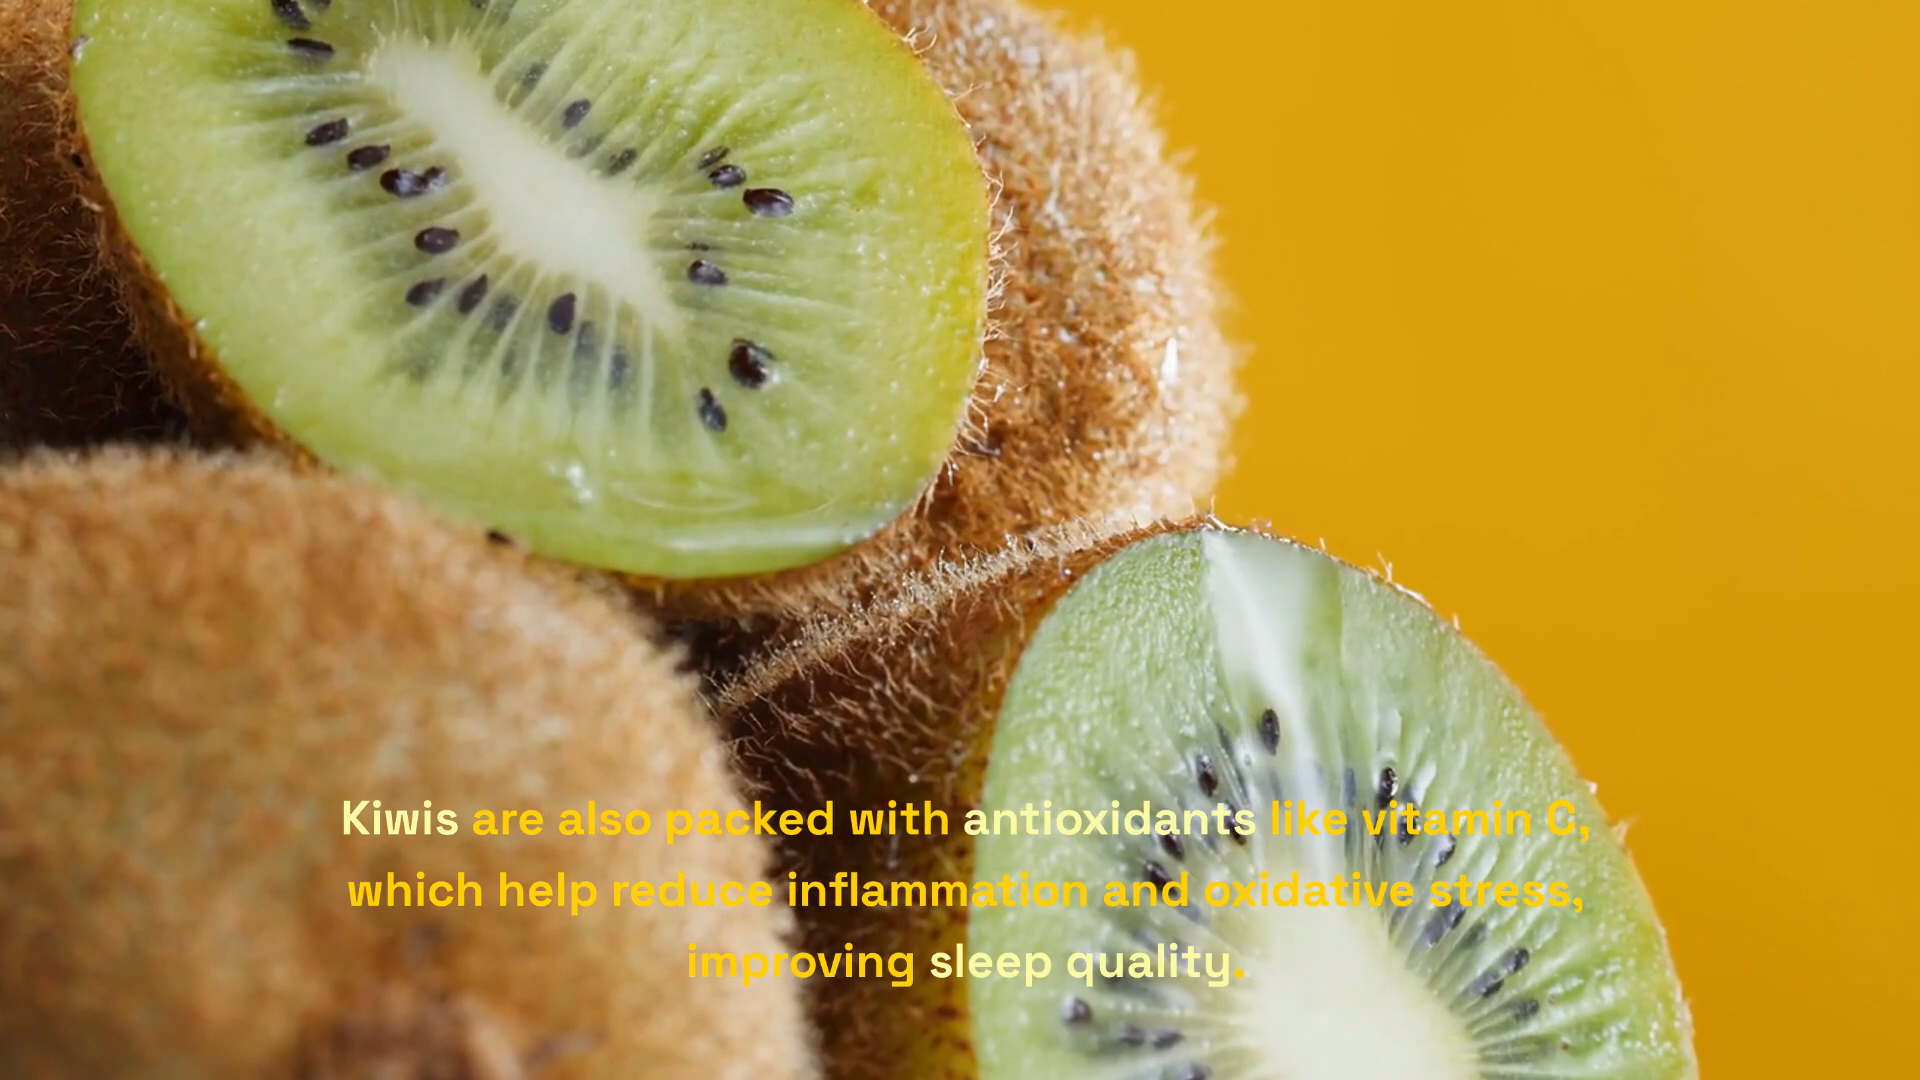 Kiwis are also packed with antioxidants like vitamin C,
which help reduce inflammation and oxidative stress,
improving sleep quality.